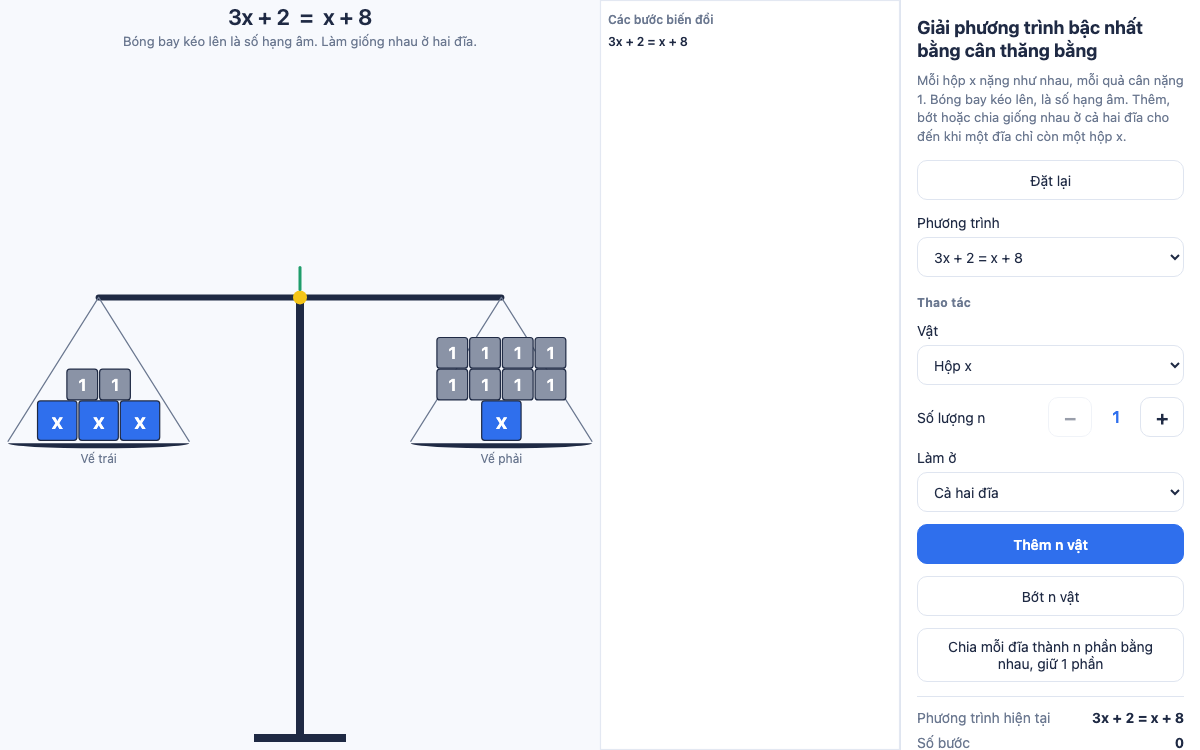 3x + 2 = x + 8
Bóng bay kéo lên là số hạng âm. Làm giống nhau ở hai đĩa.
1 1
x x x
Vế trái
1 1 1 1
1 1 1 1
x
Vế phải
Các bước biến đổi
3x + 2 = x + 8
Giải phương trình bậc nhất
bằng cân thăng bằng
Mỗi hộp x nặng như nhau, mỗi quả cân nặng
1. Bóng bay kéo lên, là số hạng âm. Thêm,
bớt hoặc chia giống nhau ở cả hai đĩa cho
đến khi một đĩa chỉ còn một hộp x.
Đặt lại
Phương trình
3x + 2 = x + 8
Thao tác
Vật
Hộp x
Số lượng n
− 1 +
Làm ở
Cả hai đĩa
Thêm n vật
Bớt n vật
Chia mỗi đĩa thành n phần bằng
nhau, giữ 1 phần
Phương trình hiện tại 3x + 2 = x + 8
Số bước 0